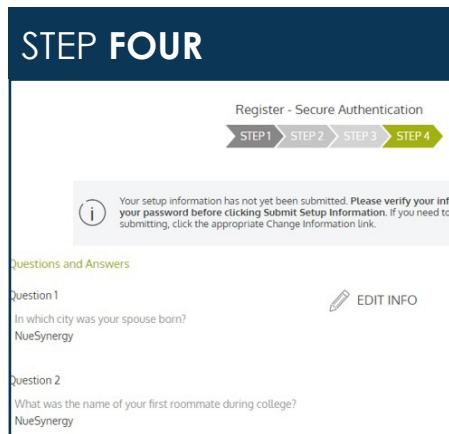 STEP FOUR
Register - Secure Authentication
STEP 1 STEP 2 STEP 3 STEP 4
Your setup information has not yet been submitted. Please verify your
your password before clicking Submit Setup Information. If you need to
submitting, click the appropriate Change Information link.
Questions and Answers
Question 1
EDIT INFO
In which city was your spouse born?
NueSynergy
Question 2
What was the name of your first roommate during college?
NueSynergy